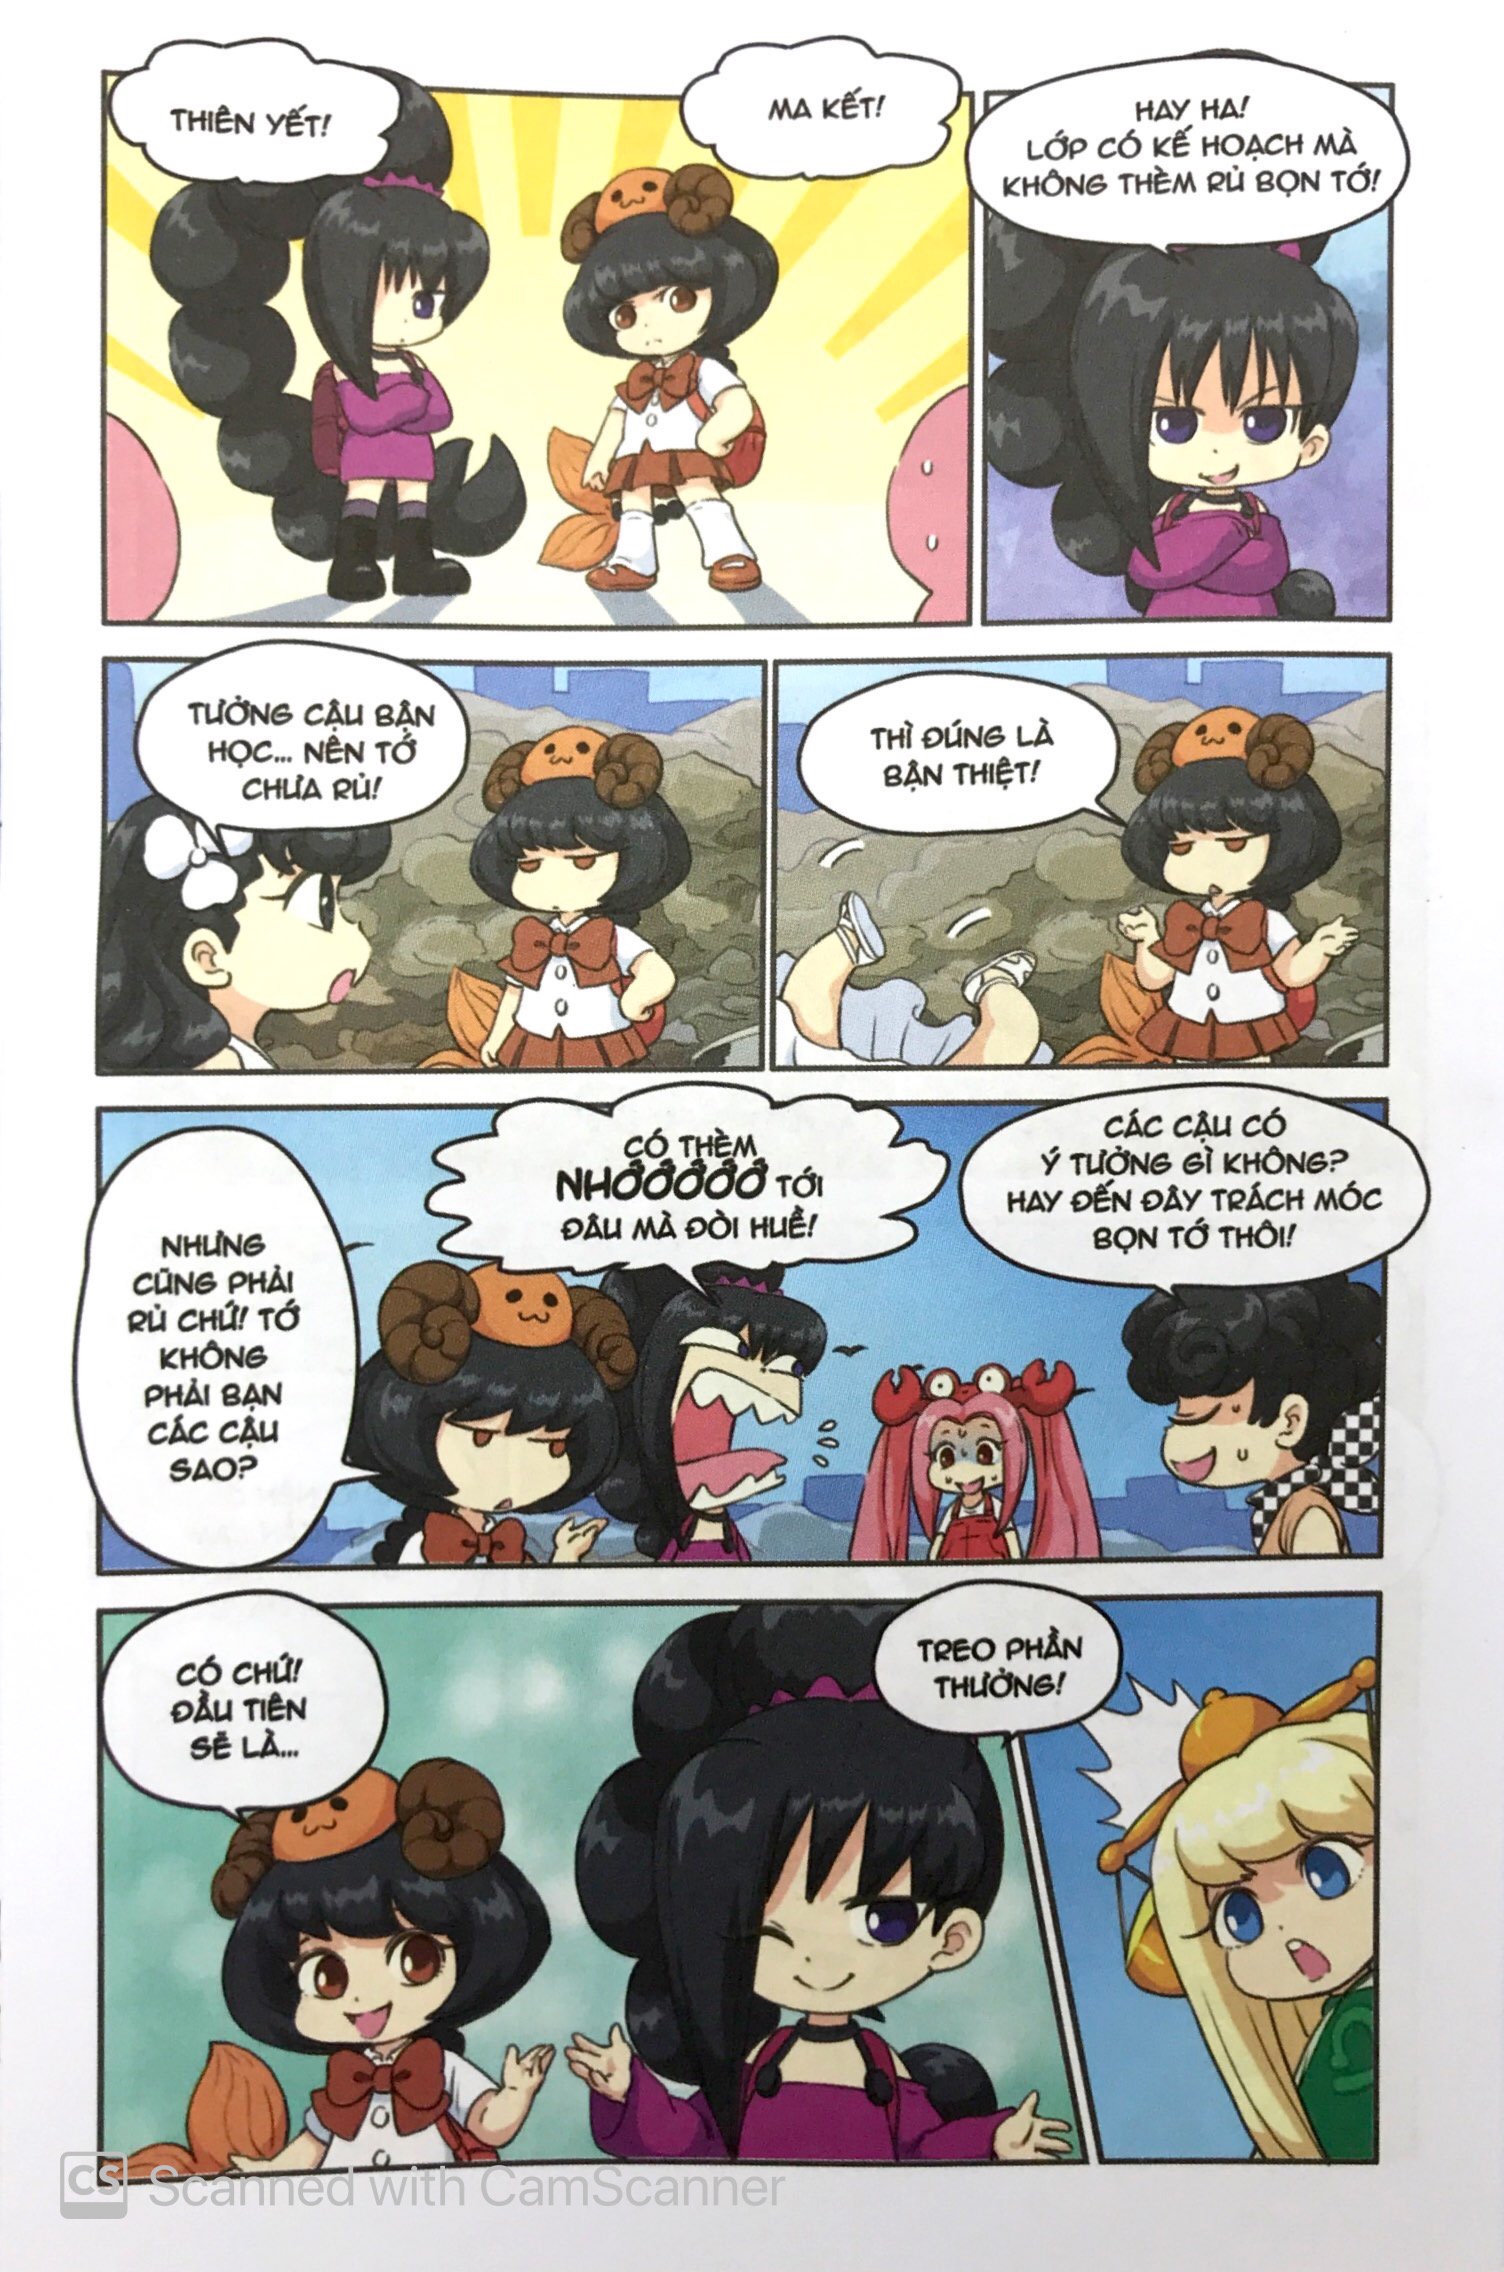 THIÊN YẾT!
MA KẾT!
HAY HA!
LỚP CÓ KẾ HOẠCH MÀ
KHÔNG THÈM RỦ BỌN TỚ!
TƯỞNG CẬU BẬN
HỌC... NÊN TỚ
CHƯA RỦ!
THÌ ĐÚNG LÀ
BẬN THIỆT!
NHƯNG
CŨNG PHẢI
RỦ CHỨ! TỚ
KHÔNG
PHẢI BẠN
CÁC CẬU
SAO?
CÓ THÈM
NHỚỚỚỚỚ TỚI
ĐÂU MÀ ĐÒI HUỀ!
CÁC CẬU CÓ
Ý TƯỞNG GÌ KHÔNG?
HAY ĐẾN ĐÂY TRÁCH MÓC
BỌN TỚ THÔI!
CÓ CHỨ!
ĐẦU TIÊN
SẼ LÀ...
TREO PHẦN
THƯỞNG!
CS Scanned with CamScanner